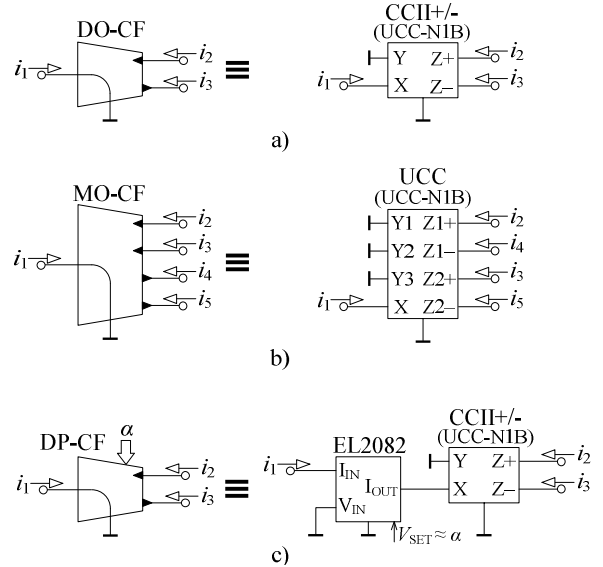 DO-CF
i1
i2
i3
≡
CCII+/-
(UCC-N1B)
Y Z+
X Z−
i1
i2
i3
a)
MO-CF
i1
i2
i3
i4
i5
≡
UCC
(UCC-N1B)
Y1 Z1+
Y2 Z1−
Y3 Z2+
X Z2−
i1
i2
i4
i3
i5
b)
α
DP-CF
i1
i2
i3
≡
EL2082
i1
IIN
IOUT
VIN
VSET ≈ α
CCII+/-
(UCC-N1B)
Y Z+
X Z−
i2
i3
c)